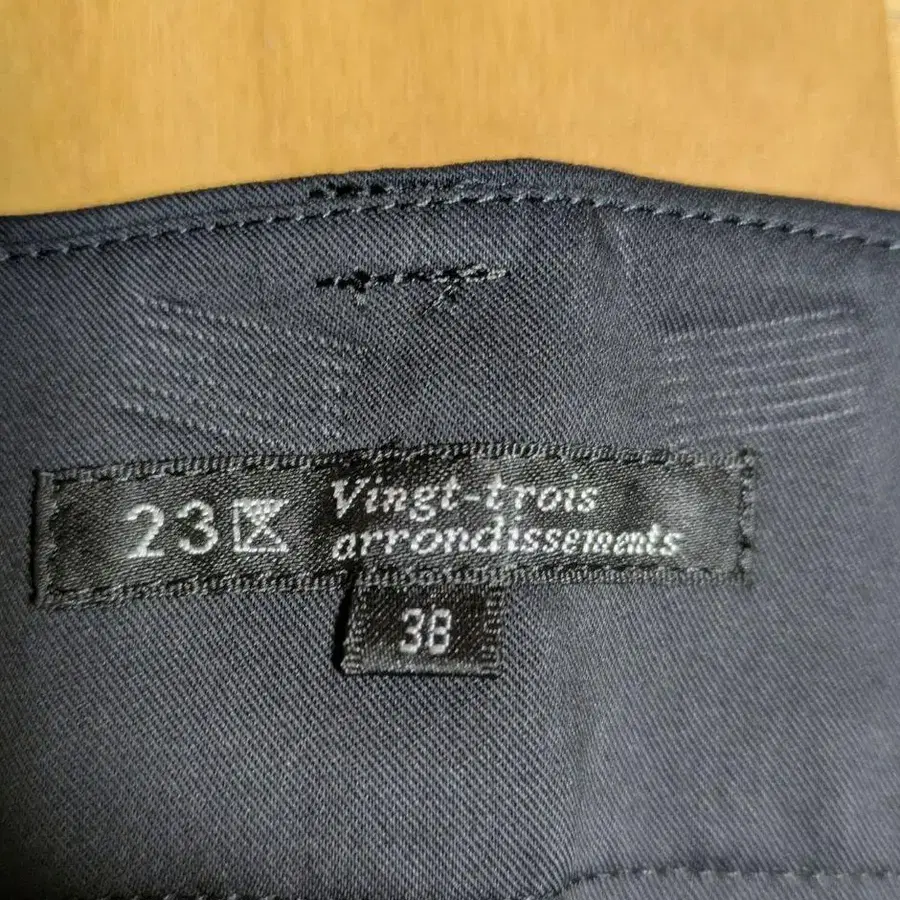 23区 Vingt-trois
arrondissements
38